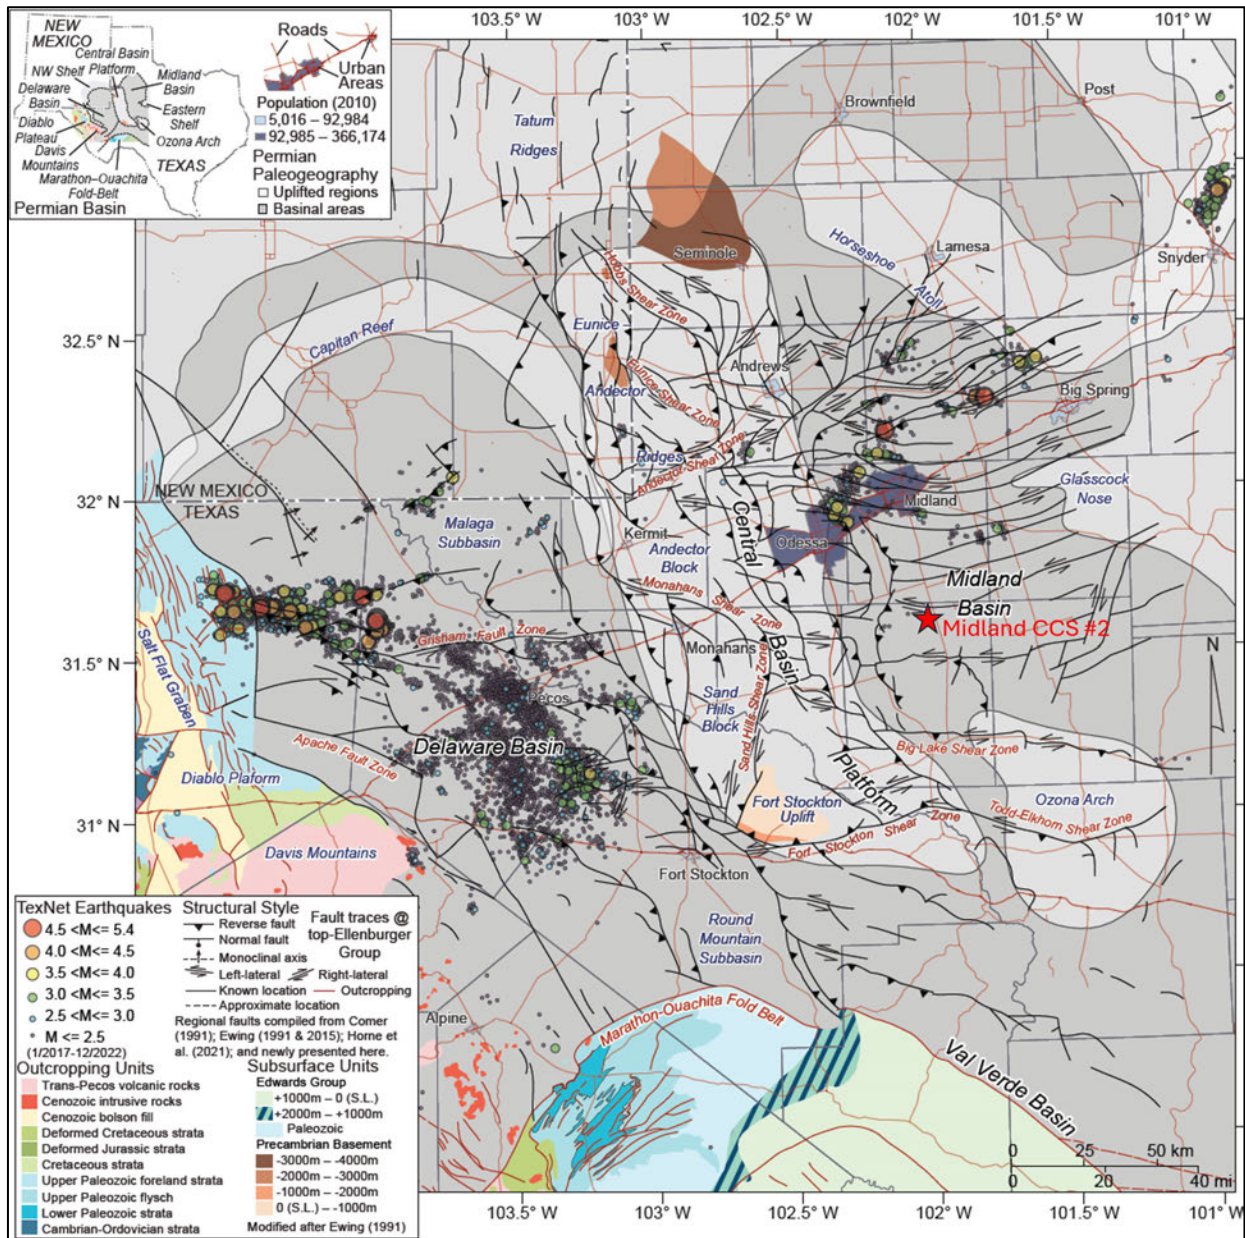 103.5° W
103° W
102.5° W
102° W
101.5° W
101° W
NEW
MEXICO
Central Basin
Platform
NW Shelf
Delaware
Basin
Diablo
Plateau
Davis
Mountains
Marathon–Ouachita
Fold-Belt
Midland
Basin
Eastern
Shelf
Ozona Arch
TEXAS
Permian Basin
Roads
Urban
Areas
Population (2010)
5,016 – 92,984
92,985 – 366,174
Permian
Paleogeography
Uplifted regions
Basinal areas
Tatum
Ridges
Brownfield
Post
Seminole
Lamesa
Snyder
Horseshoe
Atoll
Hobbs Shear Zone
Capitan Reef
Eunice
Eunice Shear Zone
Andector
Andrews
Big Spring
Ridges
Andector Shear Zone
Glasscock
Nose
32.5° N
32° N
31.5° N
31° N
NEW MEXICO
TEXAS
Malaga
Subbasin
Kermit
Andector
Block
Central
Odessa
Midland
Midland
Basin
Midland CCS #2
Monahans Shear Zone
Grisham Fault Zone
Monahans
Basin
N
Salt Flat Graben
Pecos
Sand
Hills
Block
Sand Hills Shear Zone
Delaware Basin
Apache Fault Zone
Big Lake Shear Zone
Diablo Plaform
Platform
Fort Stockton
Uplift
Ozona Arch
Todd-Elkhorn Shear Zone
Fort Stockton Shear Zone
Davis Mountains
Fort Stockton
Round
Mountain
Subbasin
Alpine
Marathon-Ouachita Fold Belt
Val Verde Basin
TexNet Earthquakes
4.5 <M<= 5.4
4.0 <M<= 4.5
3.5 <M<= 4.0
3.0 <M<= 3.5
2.5 <M<= 3.0
M <= 2.5
(1/2017-12/2022)
Structural Style
Reverse fault
Normal fault
Monoclinal axis
Left-lateral
Right-lateral
Known location
Outcropping
Approximate location
Fault traces @
top-Ellenburger
Group
Regional faults compiled from Comer
(1991); Ewing (1991 & 2015); Horne et
al. (2021); and newly presented here.
Outcropping Units
Trans-Pecos volcanic rocks
Cenozoic intrusive rocks
Cenozoic bolson fill
Deformed Cretaceous strata
Deformed Jurassic strata
Cretaceous strata
Upper Paleozoic foreland strata
Upper Paleozoic flysch
Lower Paleozoic strata
Cambrian-Ordovician strata
Subsurface Units
Edwards Group
+1000m – 0 (S.L.)
+2000m – +1000m
Paleozoic
Precambrian Basement
-3000m – -4000m
-2000m – -3000m
-1000m – -2000m
0 (S.L.) – -1000m
Modified after Ewing (1991)
0 25 50 km
0 20 40 mi
103.5° W
103° W
102.5° W
102° W
101.5° W